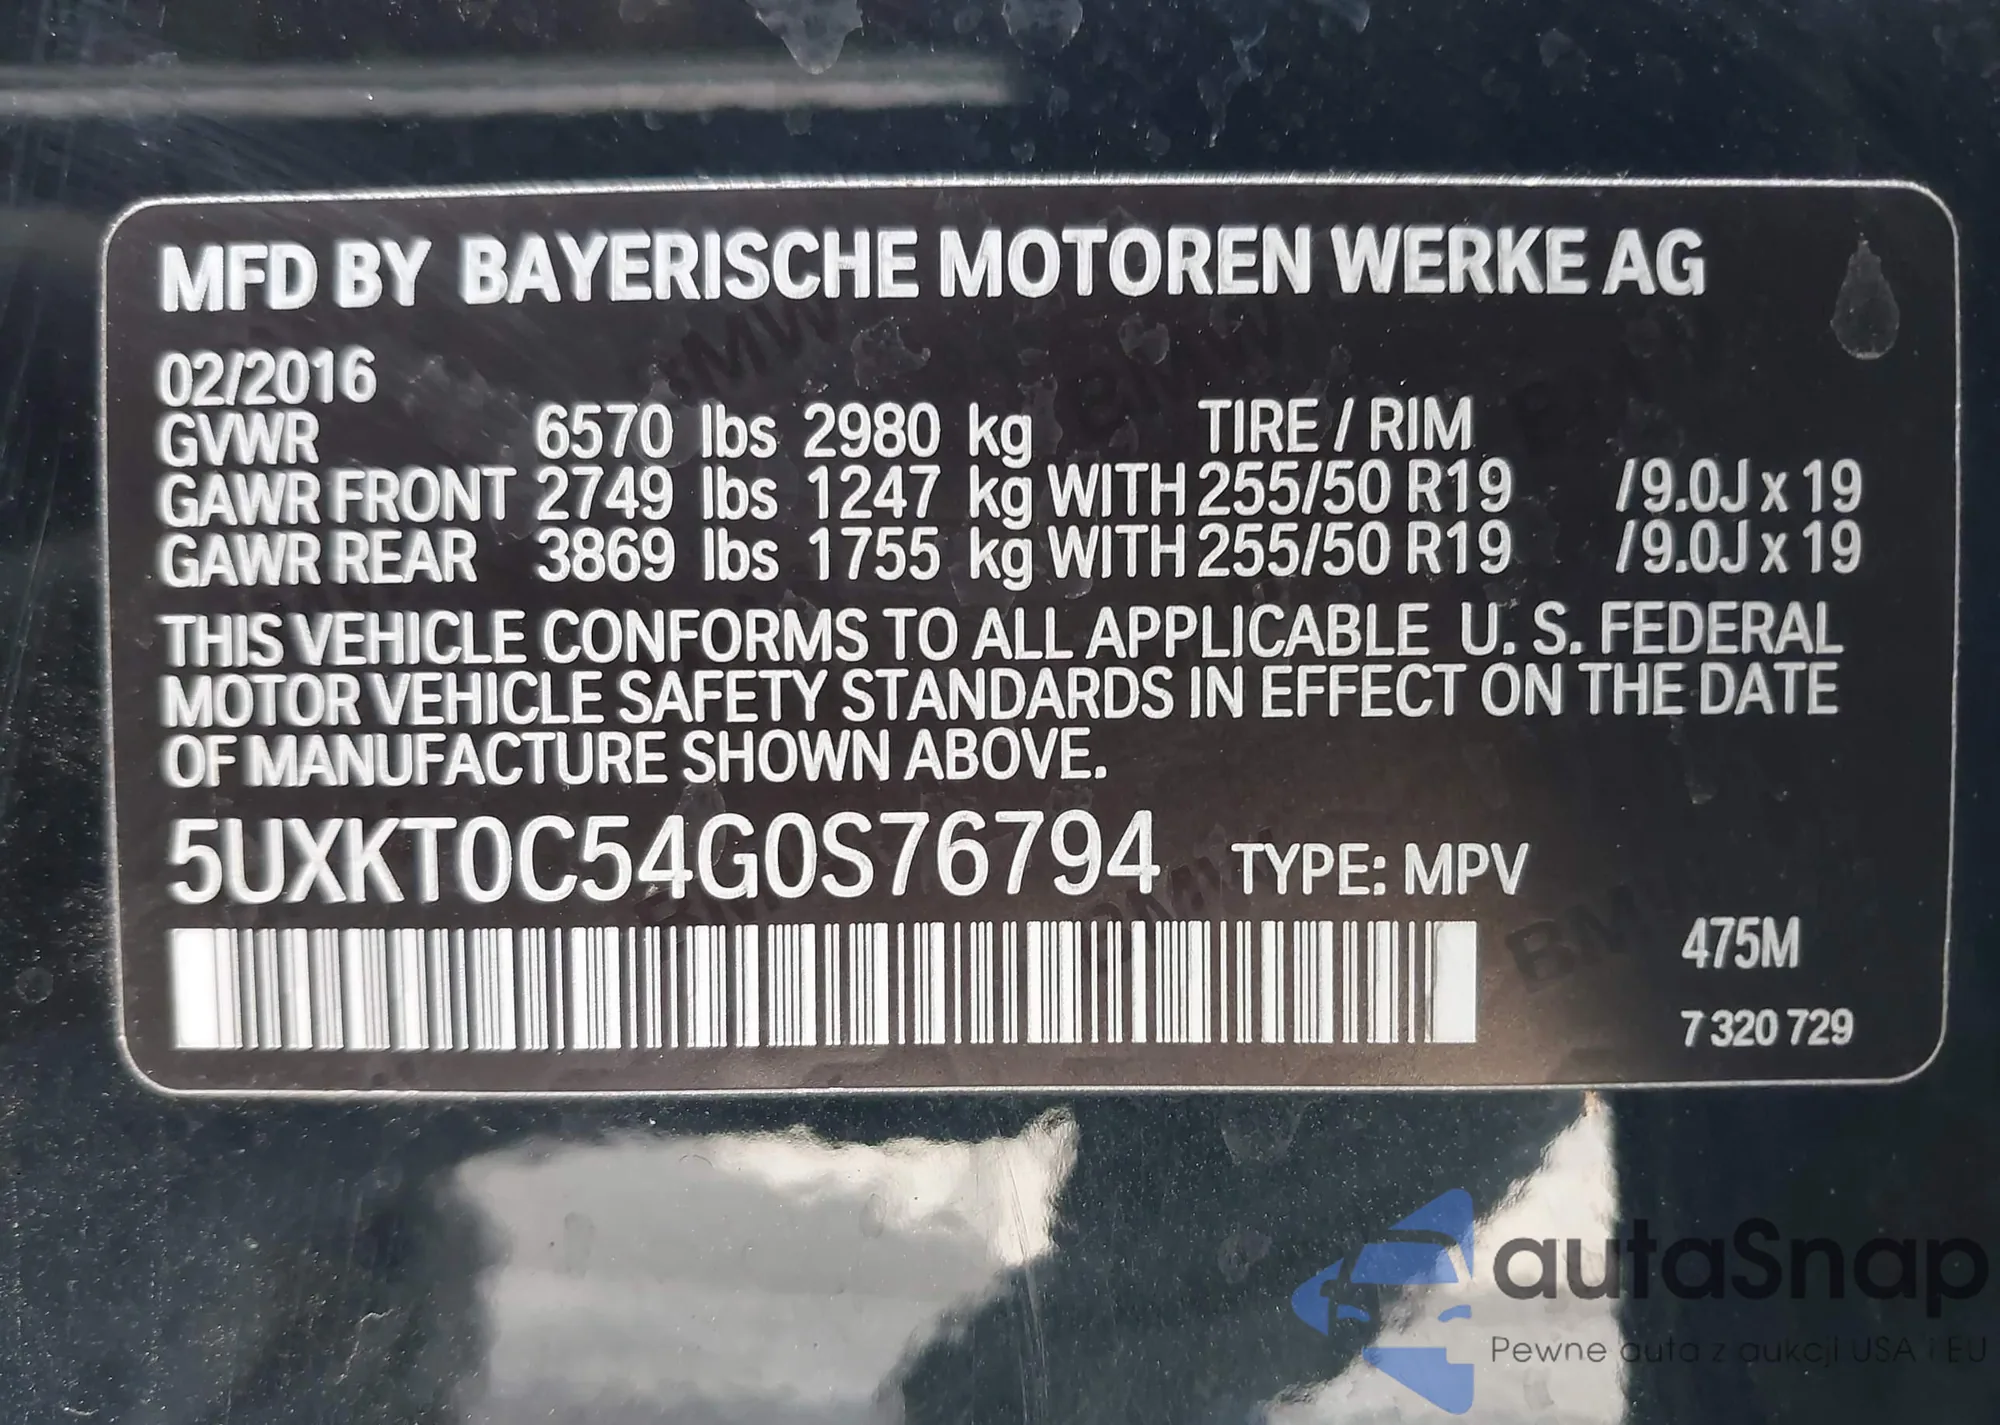 MFD BY BAYERISCHE MOTOREN WERKE AG
02/2016
GVWR 6570 lbs 2980 kg TIRE / RIM
GAWR FRONT 2749 lbs 1247 kg WITH 255/50 R19 /9.0J x 19
GAWR REAR 3869 lbs 1755 kg WITH 255/50 R19 /9.0J x 19
THIS VEHICLE CONFORMS TO ALL APPLICABLE U. S. FEDERAL
MOTOR VEHICLE SAFETY STANDARDS IN EFFECT ON THE DATE
OF MANUFACTURE SHOWN ABOVE.
5UXKT0C54G0S76794 TYPE: MPV
475M
7 320 729
autaSnap
Pewne auta z aukcji USA i EU